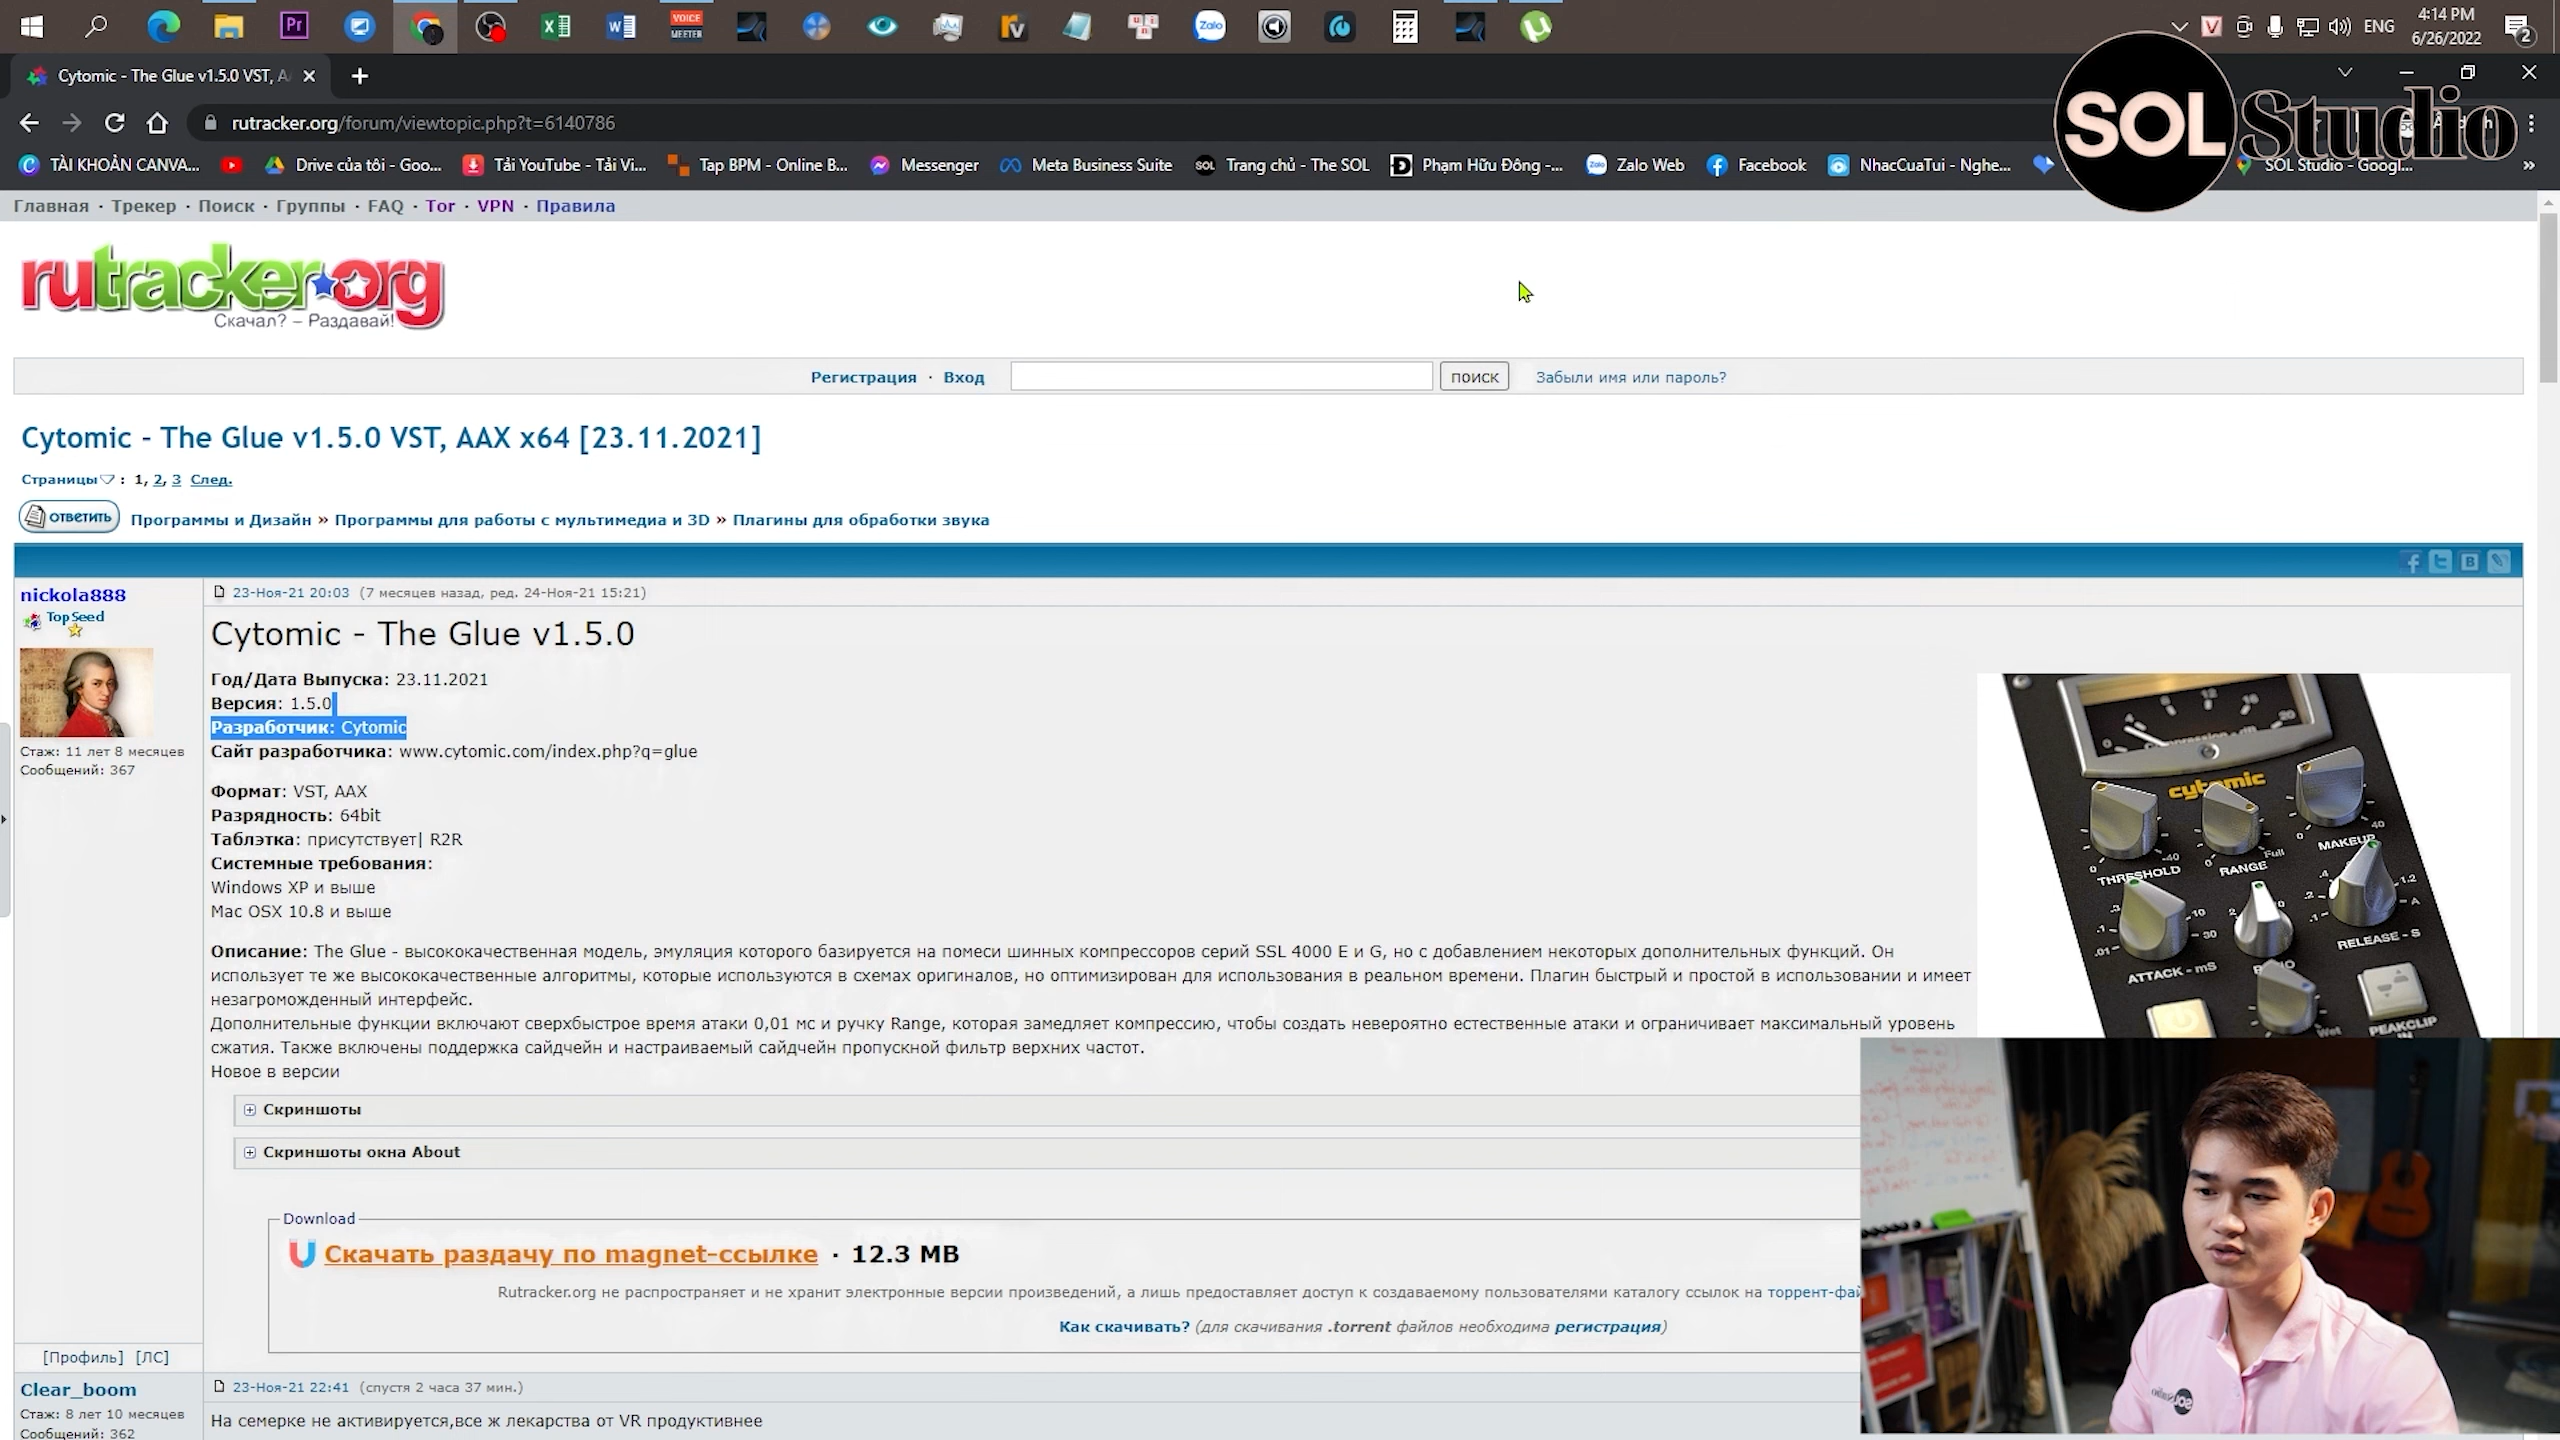 VOICE
MEETER
Zalo
ENG
4:14 PM
6/26/2022
2
Cytomic - The Glue v1.5.0 VST, A
rutracker.org/forum/viewtopic.php?t=6140786
SOL Studio
TÀI KHOẢN CANVA...
Drive của tôi - Goo...
Tải YouTube - Tải Vi...
Tap BPM - Online B...
Messenger
Meta Business Suite
Trang chủ - The SOL
Phạm Hữu Đông -...
Zalo Web
Facebook
NhacCuaTui - Nghe...
SOL Studio - Googl...
Главная · Трекер · Поиск · Группы · FAQ · Tor · VPN · Правила
rutracker.org
Скачал? – Раздавай!
Регистрация · Вход
поиск
Забыли имя или пароль?
Cytomic - The Glue v1.5.0 VST, AAX x64 [23.11.2021]
Страницы : 1, 2, 3 След.
ответить
Программы и Дизайн » Программы для работы с мультимедиа и 3D » Плагины для обработки звука
nickola888
Top Seed
Стаж: 11 лет 8 месяцев
Сообщений: 367
23-Ноя-21 20:03 (7 месяцев назад, ред. 24-Ноя-21 15:21)
Cytomic - The Glue v1.5.0
Год/Дата Выпуска: 23.11.2021
Версия: 1.5.0
Разработчик: Cytomic
Сайт разработчика: www.cytomic.com/index.php?q=glue
Формат: VST, AAX
Разрядность: 64bit
Таблэтка: присутствует| R2R
Системные требования:
Windows XP и выше
Mac OSX 10.8 и выше
Описание: The Glue - высококачественная модель, эмуляция которого базируется на помеси шинных компрессоров серий SSL 4000 E и G, но с добавлением некоторых дополнительных функций. Он
использует те же высококачественные алгоритмы, которые используются в схемах оригиналов, но оптимизирован для использования в реальном времени. Плагин быстрый и простой в использовании и имеет
незагроможденный интерфейс.
Дополнительные функции включают сверхбыстрое время атаки 0,01 мс и ручку Range, которая замедляет компрессию, чтобы создать невероятно естественные атаки и ограничивает максимальный уровень
сжатия. Также включены поддержка сайдчейн и настраиваемый сайдчейн пропускной фильтр верхних частот.
Новое в версии
cytomic
THRESHOLD
RANGE
MAKEUP
ATTACK - mS
RELEASE - S
Wet
PEAKCLIP
IN
Скриншоты
Скриншоты окна About
Download
Скачать раздачу по magnet-ссылке · 12.3 MB
Rutracker.org не распространяет и не хранит электронные версии произведений, а лишь предоставляет доступ к создаваемому пользователями каталогу ссылок на торрент-фай
Как скачивать? (для скачивания .torrent файлов необходима регистрация)
[Профиль] [ЛС]
Clear_boom
Стаж: 8 лет 10 месяцев
Сообщений: 362
23-Ноя-21 22:41 (спустя 2 часа 37 мин.)
На семерке не активируется,все ж лекарства от VR продуктивнее